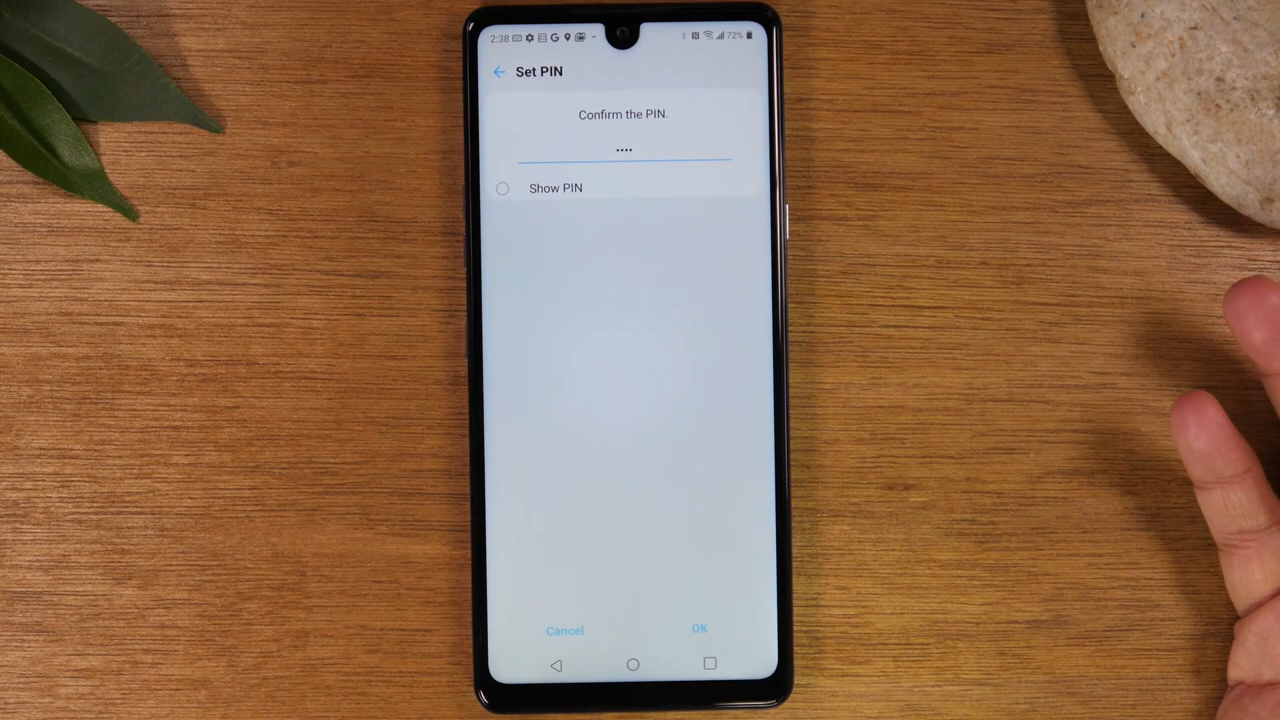 2:38 72%
Set PIN
Confirm the PIN.
••••
Show PIN
Cancel OK